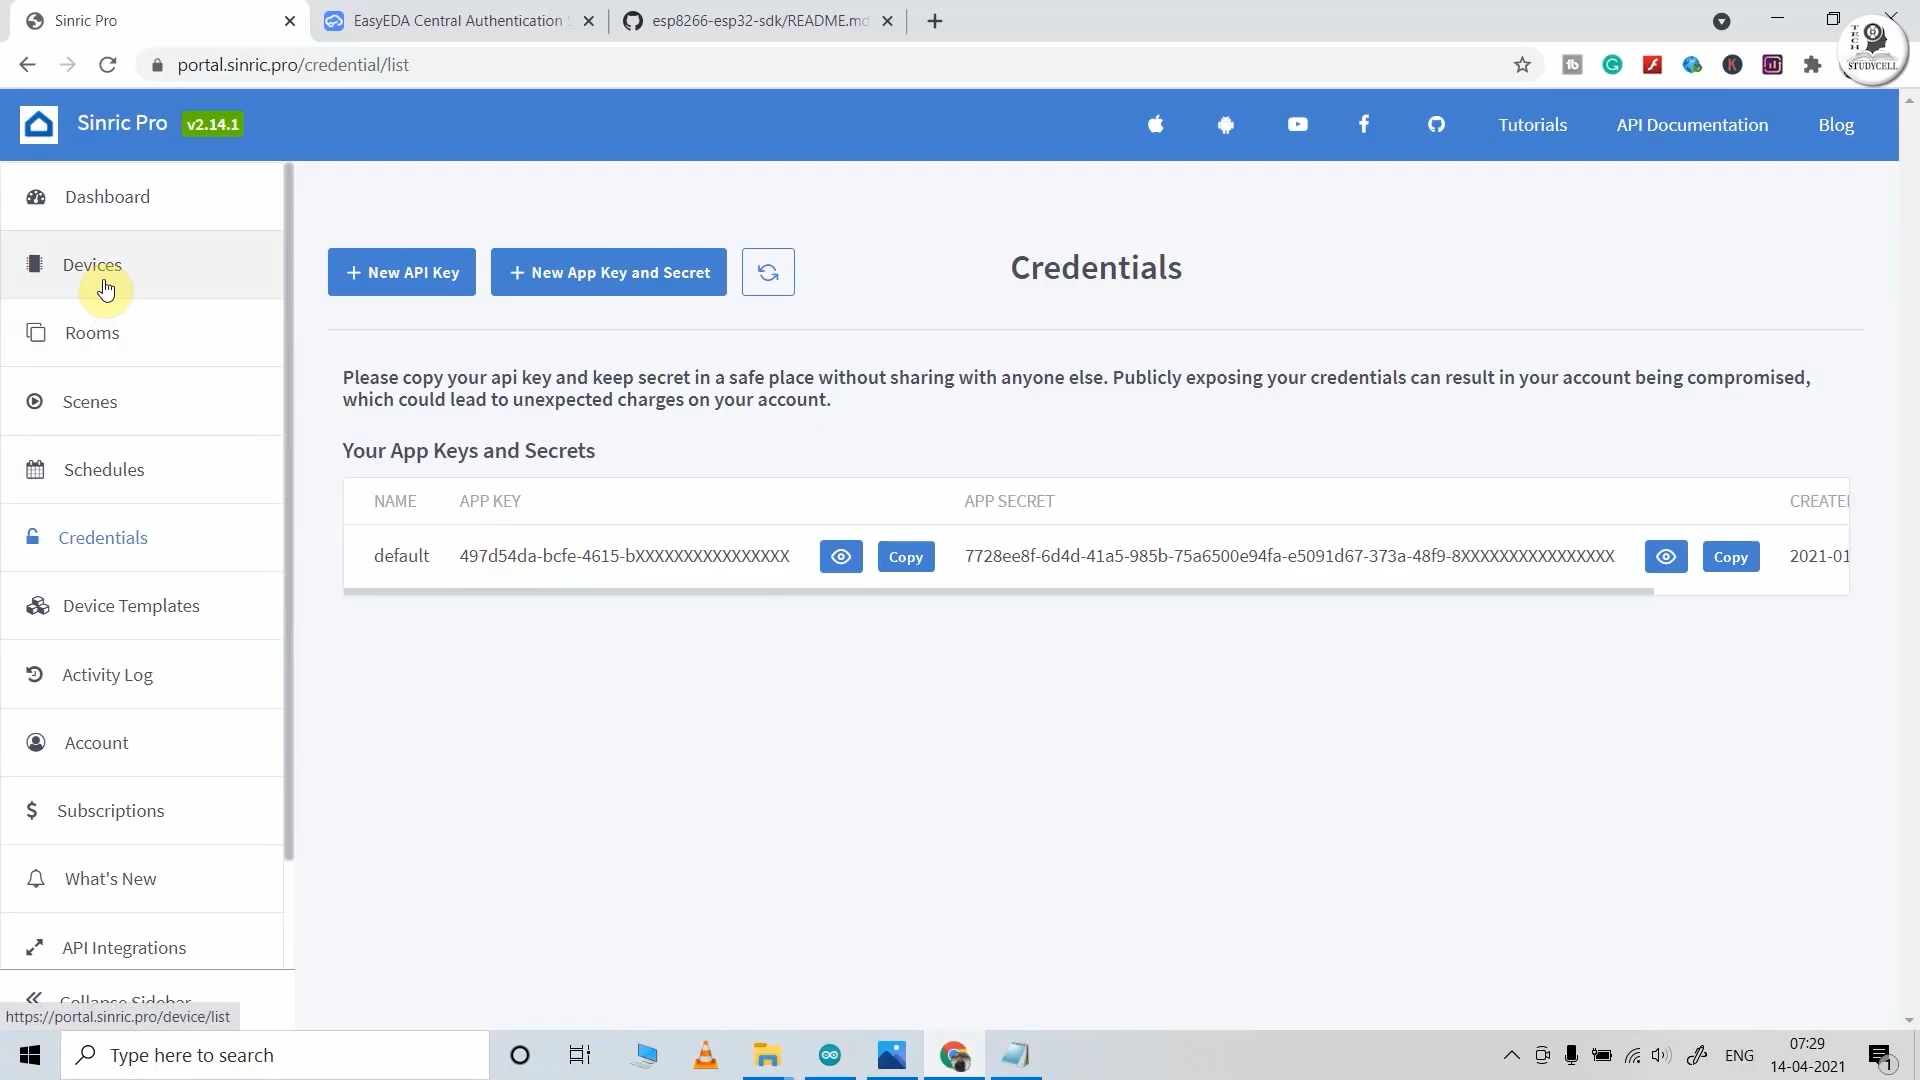 Sinric Pro
EasyEDA Central Authentication S
esp8266-esp32-sdk/README.md
portal.sinric.pro/credential/list
TECH
STUDYCELL
Sinric Pro v2.14.1
Tutorials
API Documentation
Blog
Dashboard
Devices
Rooms
Scenes
Schedules
Credentials
Device Templates
Activity Log
Account
$ Subscriptions
What's New
API Integrations
Collapse Sidebar
https://portal.sinric.pro/device/list
+ New API Key
+ New App Key and Secret
Credentials
Please copy your api key and keep secret in a safe place without sharing with anyone else. Publicly exposing your credentials can result in your account being compromised,
which could lead to unexpected charges on your account.
Your App Keys and Secrets
NAME APP KEY APP SECRET CREATE
default 497d54da-bcfe-4615-bXXXXXXXXXXXXXXXX Copy 7728ee8f-6d4d-41a5-985b-75a6500e94fa-e5091d67-373a-48f9-8XXXXXXXXXXXXXXXX Copy 2021-01
Type here to search
ENG
07:29
14-04-2021
1